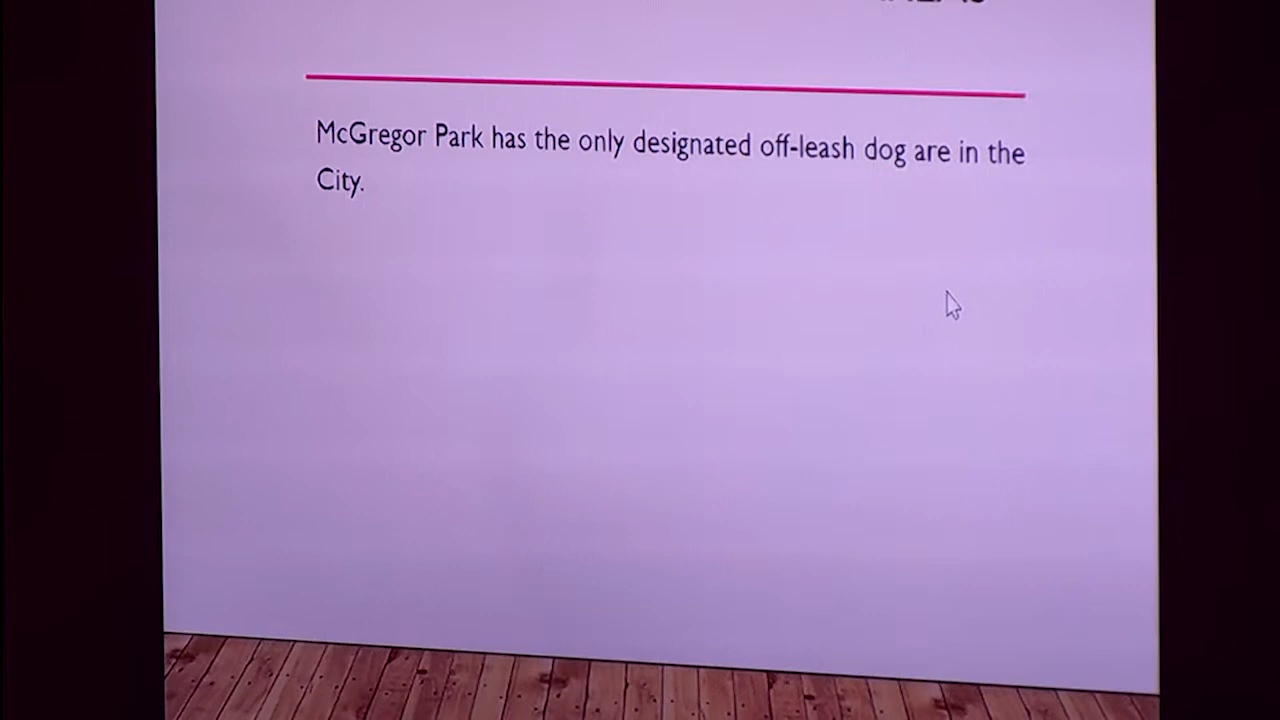 McGregor Park has the only designated off-leash dog are in the
City.